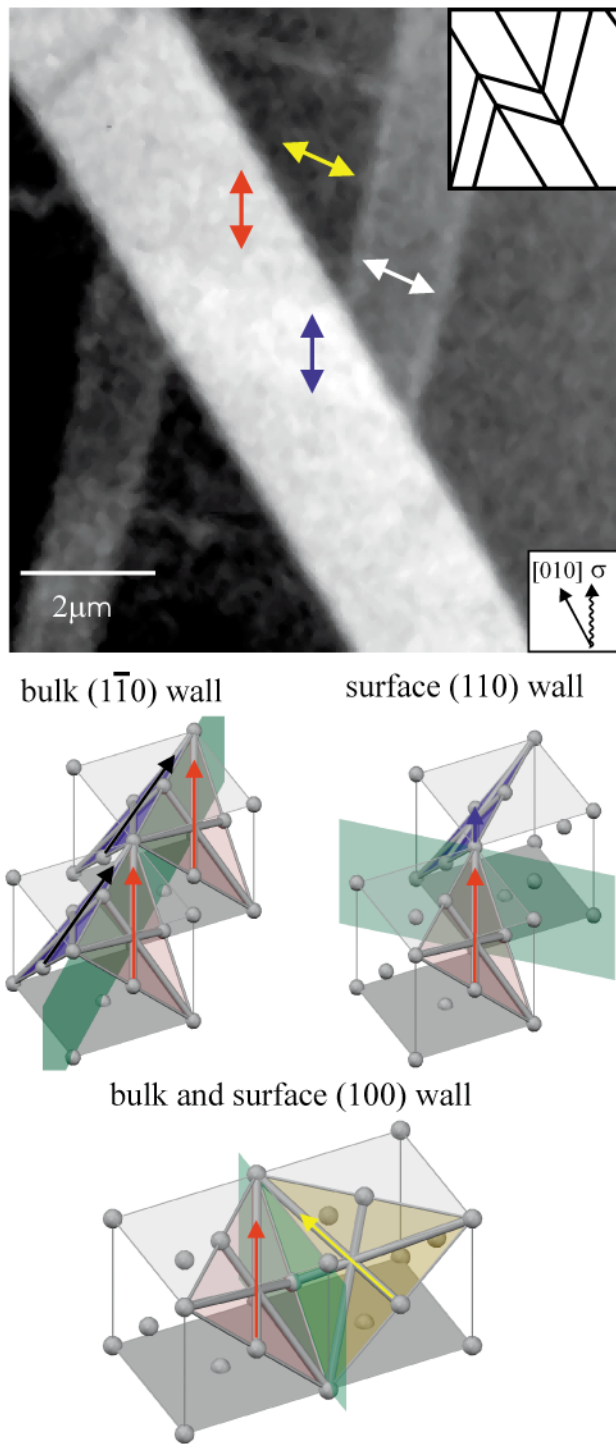 [010] σ
2μm
bulk (11̄0) wall
surface (110) wall
bulk and surface (100) wall